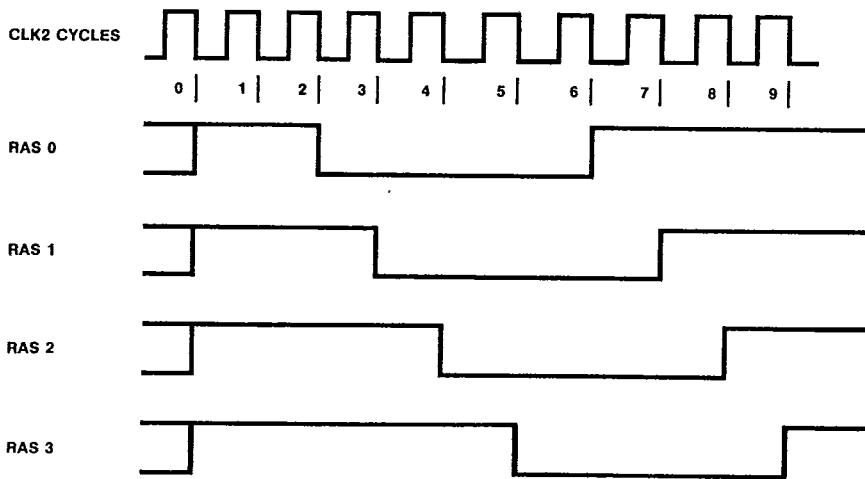 CLK2 CYCLES
0 1 2 3 4 5 6 7 8 9
RAS 0
RAS 1
RAS 2
RAS 3